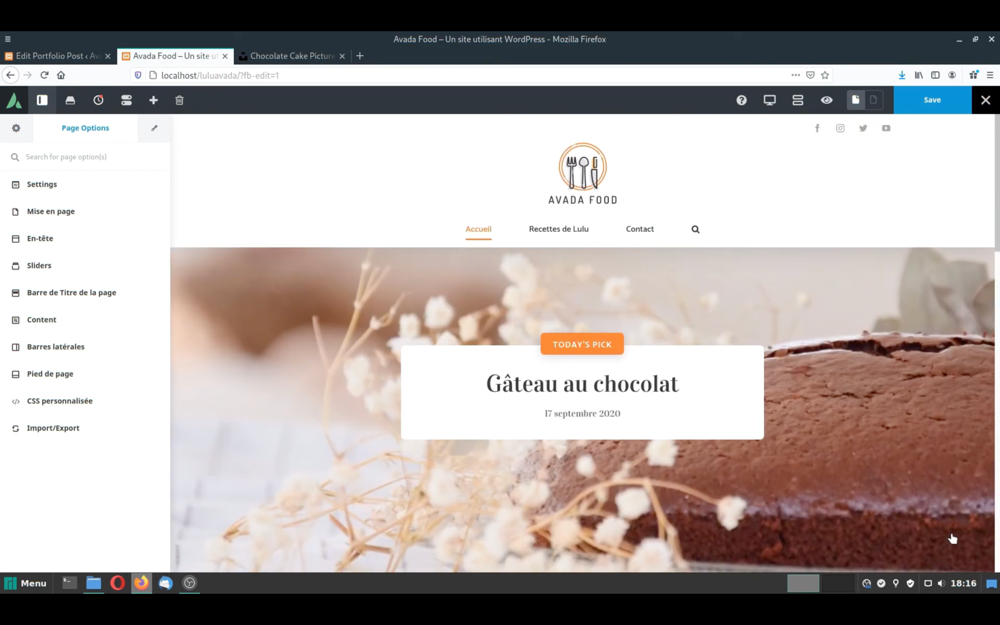 Avada Food – Un site utilisant WordPress - Mozilla Firefox
Edit Portfolio Post ‹ Av
Avada Food – Un site ut
Chocolate Cake Picture
localhost/luluavada/?fb-edit=1
Save
Page Options
Search for page option(s)
Settings
Mise en page
En-tête
Sliders
Barre de Titre de la page
Content
Barres latérales
Pied de page
CSS personnalisée
Import/Export
AVADA FOOD
Accueil
Recettes de Lulu
Contact
TODAY'S PICK
Gâteau au chocolat
17 septembre 2020
Menu
18:16